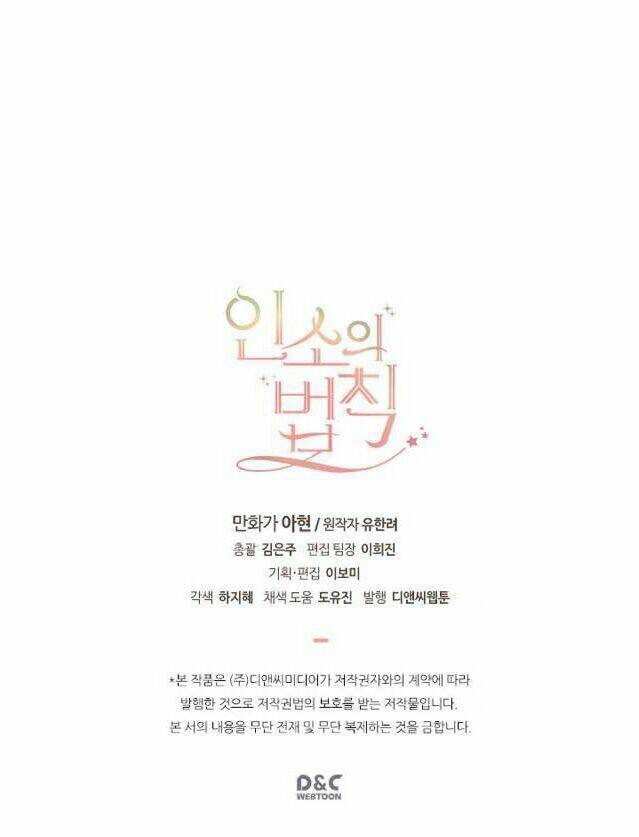 인소의
법칙
만화가 아현 / 원작자 유한려
총괄 김은주 편집 팀장 이희진
기획·편집 이보미
각색 하지혜 채색 도움 도유진 발행 디앤씨웹툰
*본 작품은 (주)디앤씨미디어가 저작권자와의 계약에 따라
발행한 것으로 저작권법의 보호를 받는 저작물입니다.
본 서의 내용을 무단 전재 및 무단 복제하는 것을 금합니다.
D&C
WEBTOON